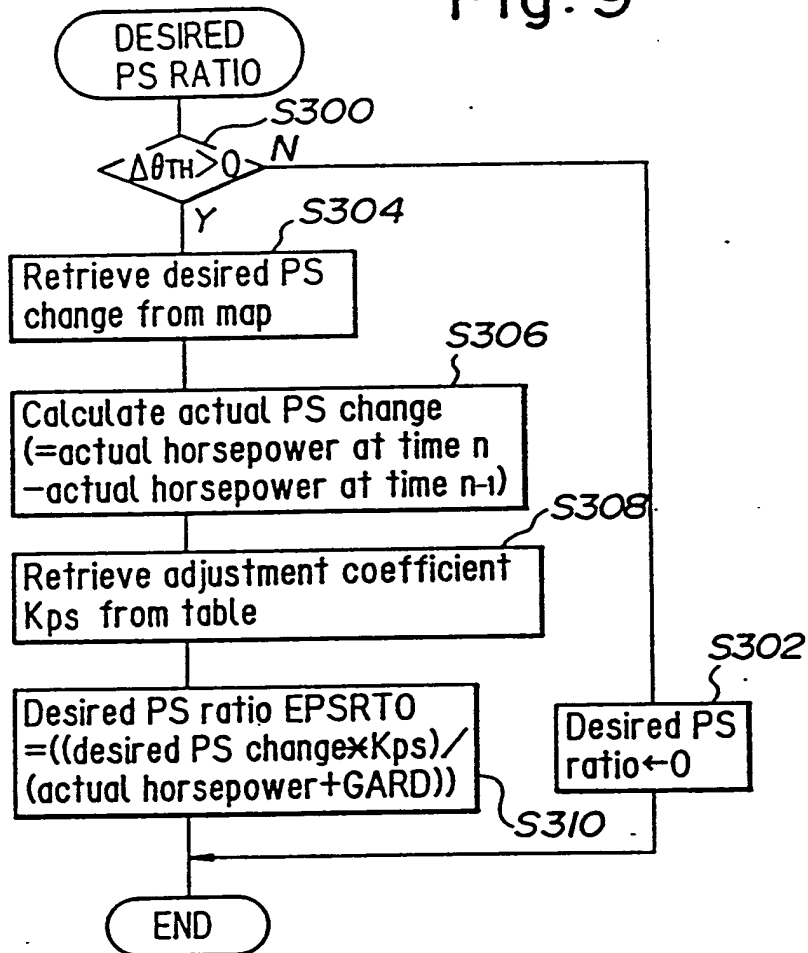 Fig. 9
DESIRED
PS RATIO
S300
ΔθTH>0
N
Y
S304
Retrieve desired PS
change from map
S306
Calculate actual PS change
(=actual horsepower at time n
-actual horsepower at time n-1)
S308
Retrieve adjustment coefficient
Kps from table
S302
Desired PS
ratio←0
Desired PS ratio EPSRTO
=((desired PS change*Kps)/
(actual horsepower+GARD))
S310
END